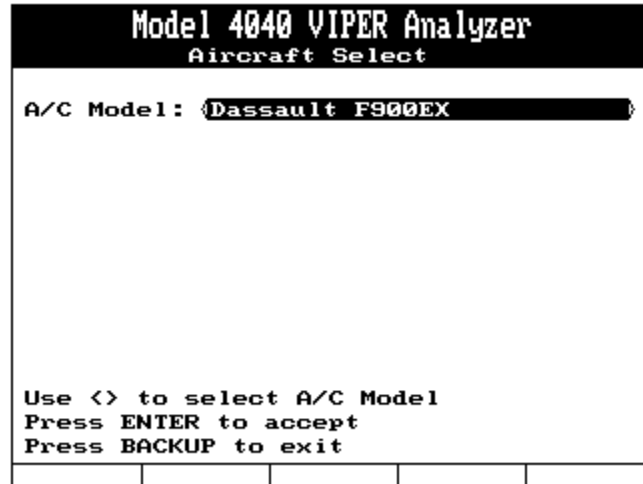 Model 4040 VIPER Analyzer
Aircraft Select
A/C Model: ⟨Dassault F900EX⟩
Use <> to select A/C Model
Press ENTER to accept
Press BACKUP to exit